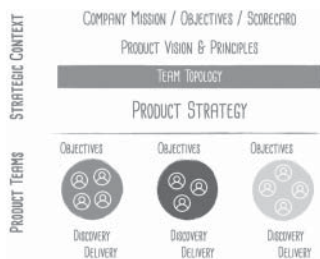 STRATEGIC CONTEXT
COMPANY MISSION / OBJECTIVES / SCORECARD
PRODUCT VISION & PRINCIPLES
TEAM TOPOLOGY
PRODUCT STRATEGY
PRODUCT TEAMS
OBJECTIVES OBJECTIVES OBJECTIVES
DISCOVERY DISCOVERY DISCOVERY
DELIVERY DELIVERY DELIVERY